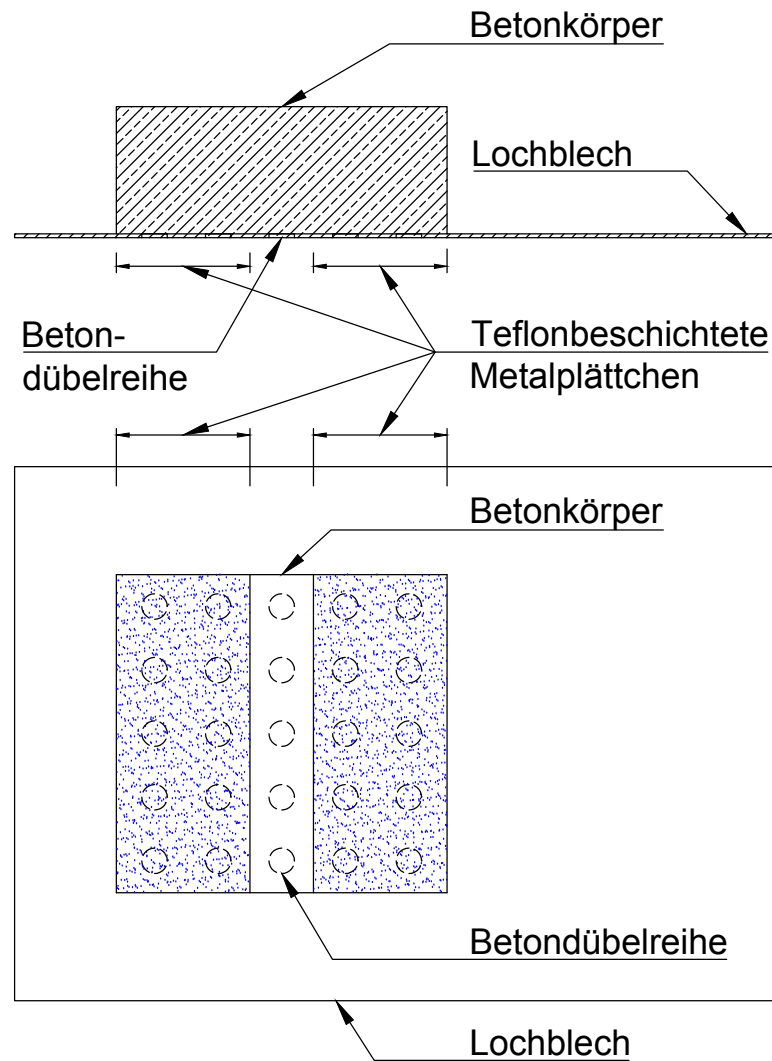 Betonkörper
Lochblech
Beton-
dübelreihe
Teflonbeschichtete
Metalplättchen
Betonkörper
Betondübelreihe
Lochblech